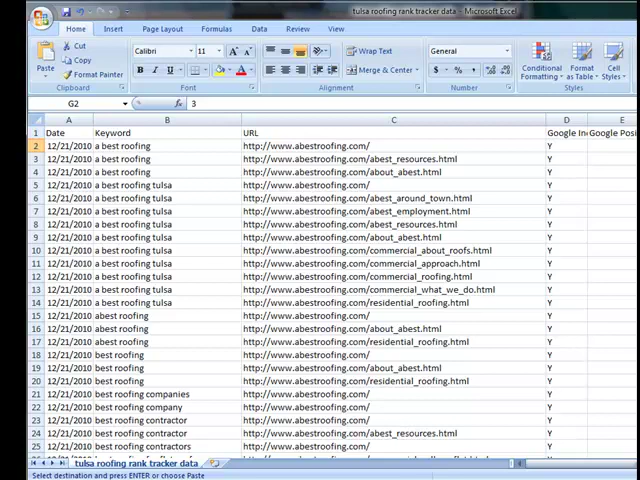 tulsa roofing rank tracker data - Microsoft Excel
Home Insert Page Layout Formulas Data Review View
Cut
Copy
Format Painter
Paste
Clipboard
Calibri 11
B I U
Font
Wrap Text
Merge & Center
Alignment
General
$ % ,
Number
Conditional Formatting
Format as Table
Cell Styles
Styles
G2 fx 3
A B C D E
1 Date Keyword URL Google In Google Posi
2 12/21/2010 a best roofing http://www.abestroofing.com/ Y
3 12/21/2010 a best roofing http://www.abestroofing.com/abest_resources.html Y
4 12/21/2010 a best roofing http://www.abestroofing.com/about_abest.html Y
5 12/21/2010 a best roofing tulsa http://www.abestroofing.com/ Y
6 12/21/2010 a best roofing tulsa http://www.abestroofing.com/abest_around_town.html Y
7 12/21/2010 a best roofing tulsa http://www.abestroofing.com/abest_employment.html Y
8 12/21/2010 a best roofing tulsa http://www.abestroofing.com/abest_resources.html Y
9 12/21/2010 a best roofing tulsa http://www.abestroofing.com/about_abest.html Y
10 12/21/2010 a best roofing tulsa http://www.abestroofing.com/commercial_about_roofs.html Y
11 12/21/2010 a best roofing tulsa http://www.abestroofing.com/commercial_approach.html Y
12 12/21/2010 a best roofing tulsa http://www.abestroofing.com/commercial_roofing.html Y
13 12/21/2010 a best roofing tulsa http://www.abestroofing.com/commercial_what_we_do.html Y
14 12/21/2010 a best roofing tulsa http://www.abestroofing.com/residential_roofing.html Y
15 12/21/2010 abest roofing http://www.abestroofing.com/ Y
16 12/21/2010 abest roofing http://www.abestroofing.com/about_abest.html Y
17 12/21/2010 abest roofing http://www.abestroofing.com/residential_roofing.html Y
18 12/21/2010 best roofing http://www.abestroofing.com/ Y
19 12/21/2010 best roofing http://www.abestroofing.com/about_abest.html Y
20 12/21/2010 best roofing http://www.abestroofing.com/residential_roofing.html Y
21 12/21/2010 best roofing companies http://www.abestroofing.com/ Y
22 12/21/2010 best roofing company http://www.abestroofing.com/ Y
23 12/21/2010 best roofing contractor http://www.abestroofing.com/ Y
24 12/21/2010 best roofing contractor http://www.abestroofing.com/abest_resources.html Y
25 12/21/2010 best roofing contractors http://www.abestroofing.com/ Y
tulsa roofing rank tracker data
Select destination and press ENTER or choose Paste